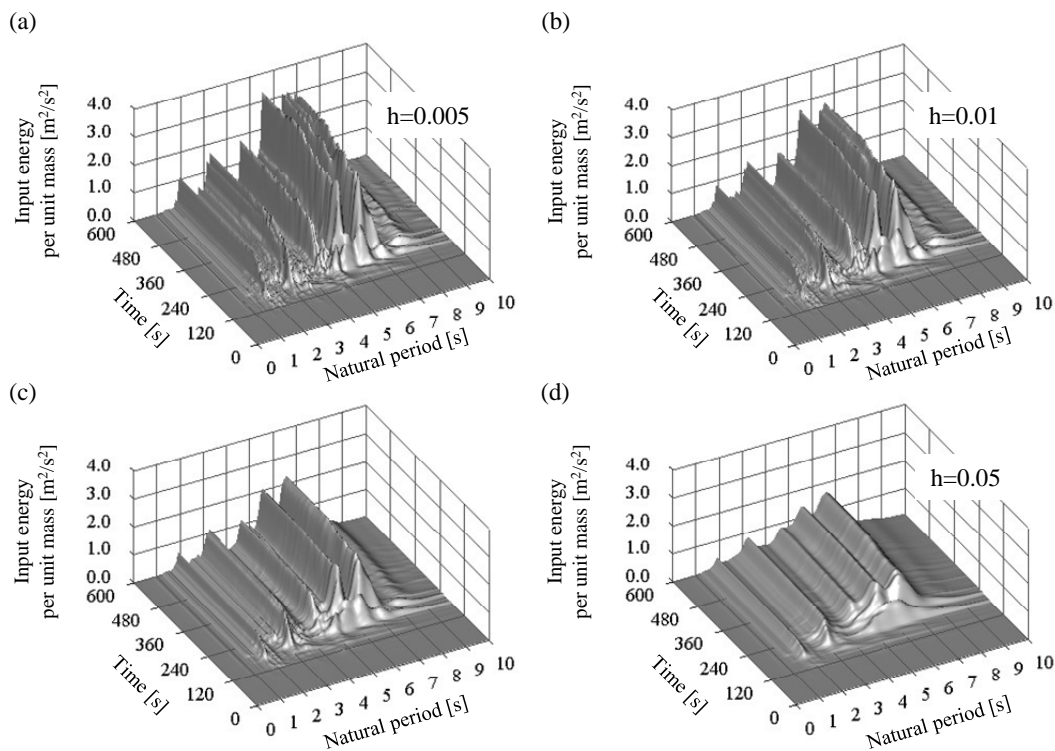 (a)
Input energy
per unit mass [m²/s²]
4.0
3.0
2.0
1.0
0.0
600
480
360
240
120
0
Time [s]
0 1 2 3 4 5 6 7 8 9 10
Natural period [s]
h=0.005
(b)
Input energy
per unit mass [m²/s²]
4.0
3.0
2.0
1.0
0.0
600
480
360
240
120
0
Time [s]
0 1 2 3 4 5 6 7 8 9 10
Natural period [s]
h=0.01
(c)
Input energy
per unit mass [m²/s²]
4.0
3.0
2.0
1.0
0.0
600
480
360
240
120
0
Time [s]
0 1 2 3 4 5 6 7 8 9 10
Natural period [s]
(d)
Input energy
per unit mass [m²/s²]
4.0
3.0
2.0
1.0
0.0
600
480
360
240
120
0
Time [s]
0 1 2 3 4 5 6 7 8 9 10
Natural period [s]
h=0.05